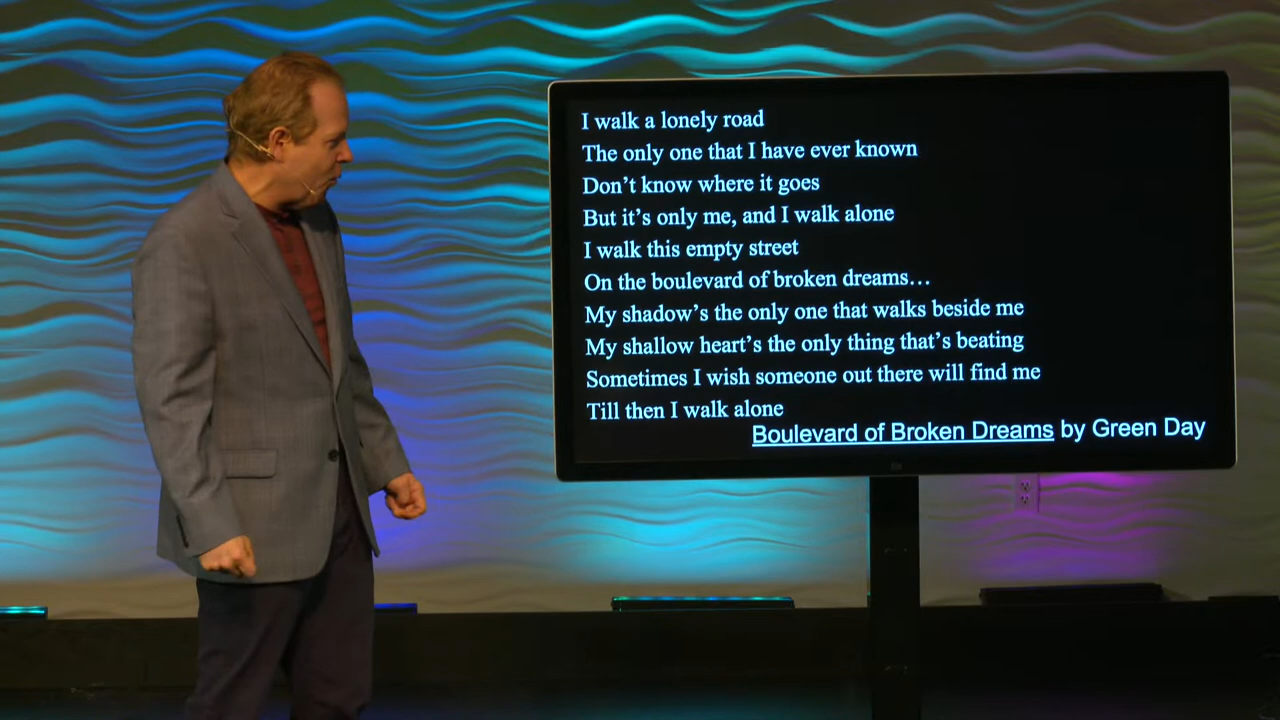 I walk a lonely road
The only one that I have ever known
Don’t know where it goes
But it’s only me, and I walk alone
I walk this empty street
On the boulevard of broken dreams…
My shadow’s the only one that walks beside me
My shallow heart’s the only thing that’s beating
Sometimes I wish someone out there will find me
Till then I walk alone
Boulevard of Broken Dreams by Green Day